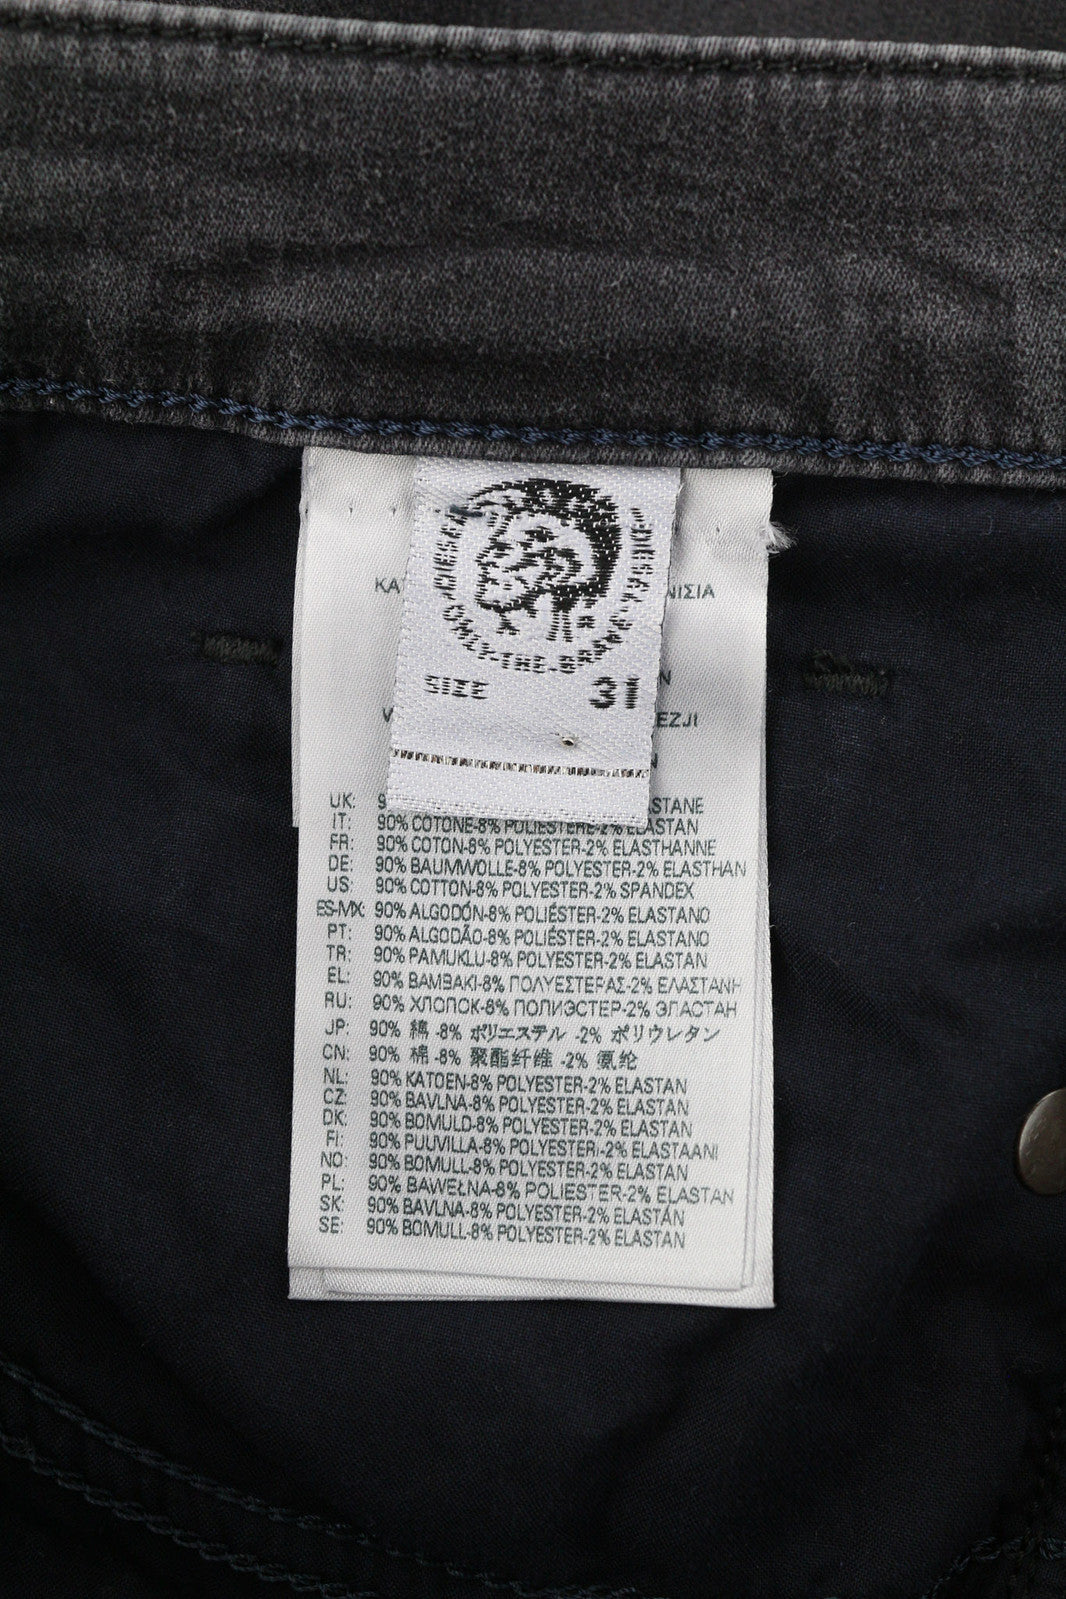 DIESEL
DIESEL
ONLY-THE-BRAVE
SIZE 31
ΚΑ
ΝΙΣΙΑ
N
EZJI
UK: 9 STANE
IT: 90% COTONE-8% POLIESTERE-2% ELASTAN
FR: 90% COTON-8% POLYESTER-2% ELASTHANNE
DE: 90% BAUMWOLLE-8% POLYESTER-2% ELASTHAN
US: 90% COTTON-8% POLYESTER-2% SPANDEX
ES-MX: 90% ALGODÓN-8% POLIÉSTER-2% ELASTANO
PT: 90% ALGODÃO-8% POLIÉSTER-2% ELASTANO
TR: 90% PAMUKLU-8% POLYESTER-2% ELASTAN
EL: 90% ΒΑΜΒΑΚΙ-8% ΠΟΛΥΕΣΤΕΡΑΣ-2% ΕΛΑΣΤΑΝΗ
RU: 90% ХЛОПОК-8% ПОЛИЭСТЕР-2% ЭЛАСТАН
JP: 90% 綿 -8% ポリエステル -2% ポリウレタン
CN: 90% 棉 -8% 聚酯纤维 -2% 氨纶
NL: 90% KATOEN-8% POLYESTER-2% ELASTAN
CZ: 90% BAVLNA-8% POLYESTER-2% ELASTAN
DK: 90% BOMULD-8% POLYESTER-2% ELASTAN
FI: 90% PUUVILLA-8% POLYESTERI-2% ELASTAANI
NO: 90% BOMULL-8% POLYESTER-2% ELASTAN
PL: 90% BAWEŁNA-8% POLIESTER-2% ELASTAN
SK: 90% BAVLNA-8% POLYESTER-2% ELASTÁN
SE: 90% BOMULL-8% POLYESTER-2% ELASTAN